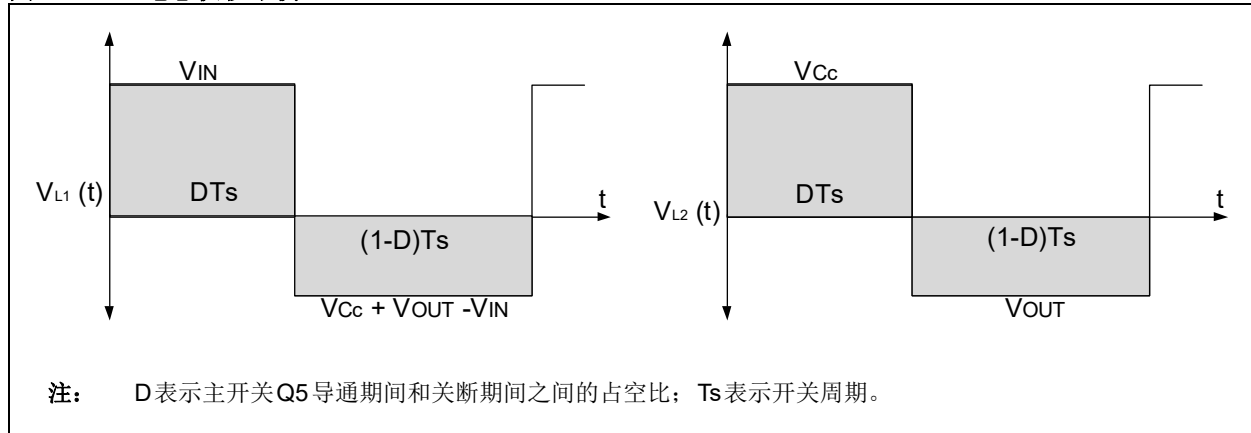 VIN
VL1 (t)
DTs
t
(1-D)Ts
VCc + VOUT -VIN
VCc
VL2 (t)
DTs
t
(1-D)Ts
VOUT
注： D表示主开关Q5导通期间和关断期间之间的占空比；Ts表示开关周期。